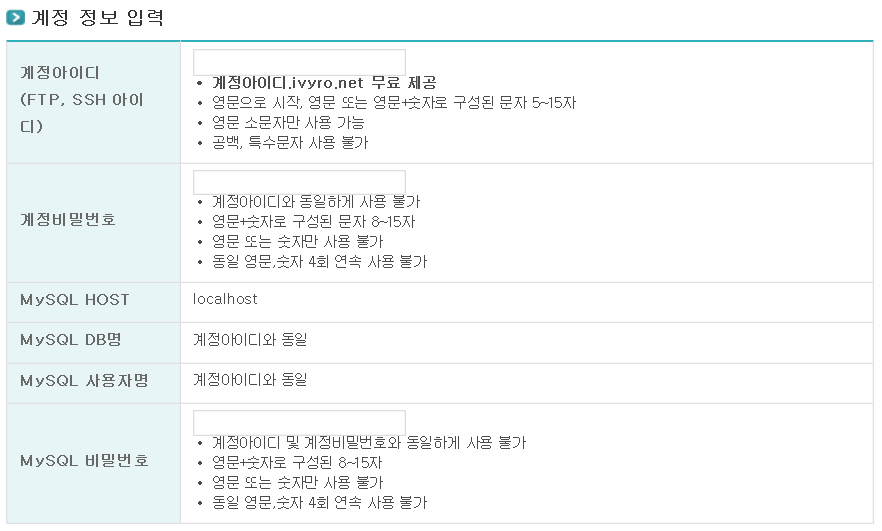 계정 정보 입력
계정아이디
(FTP, SSH 아이
디)
계정아이디.ivyro.net 무료 제공
영문으로 시작, 영문 또는 영문+숫자로 구성된 문자 5~15자
영문 소문자만 사용 가능
공백, 특수문자 사용 불가
계정비밀번호
계정아이디와 동일하게 사용 불가
영문+숫자로 구성된 문자 8~15자
영문 또는 숫자만 사용 불가
동일 영문,숫자 4회 연속 사용 불가
MySQL HOST
localhost
MySQL DB명
계정아이디와 동일
MySQL 사용자명
계정아이디와 동일
MySQL 비밀번호
계정아이디 및 계정비밀번호와 동일하게 사용 불가
영문+숫자로 구성된 8~15자
영문 또는 숫자만 사용 불가
동일 영문,숫자 4회 연속 사용 불가